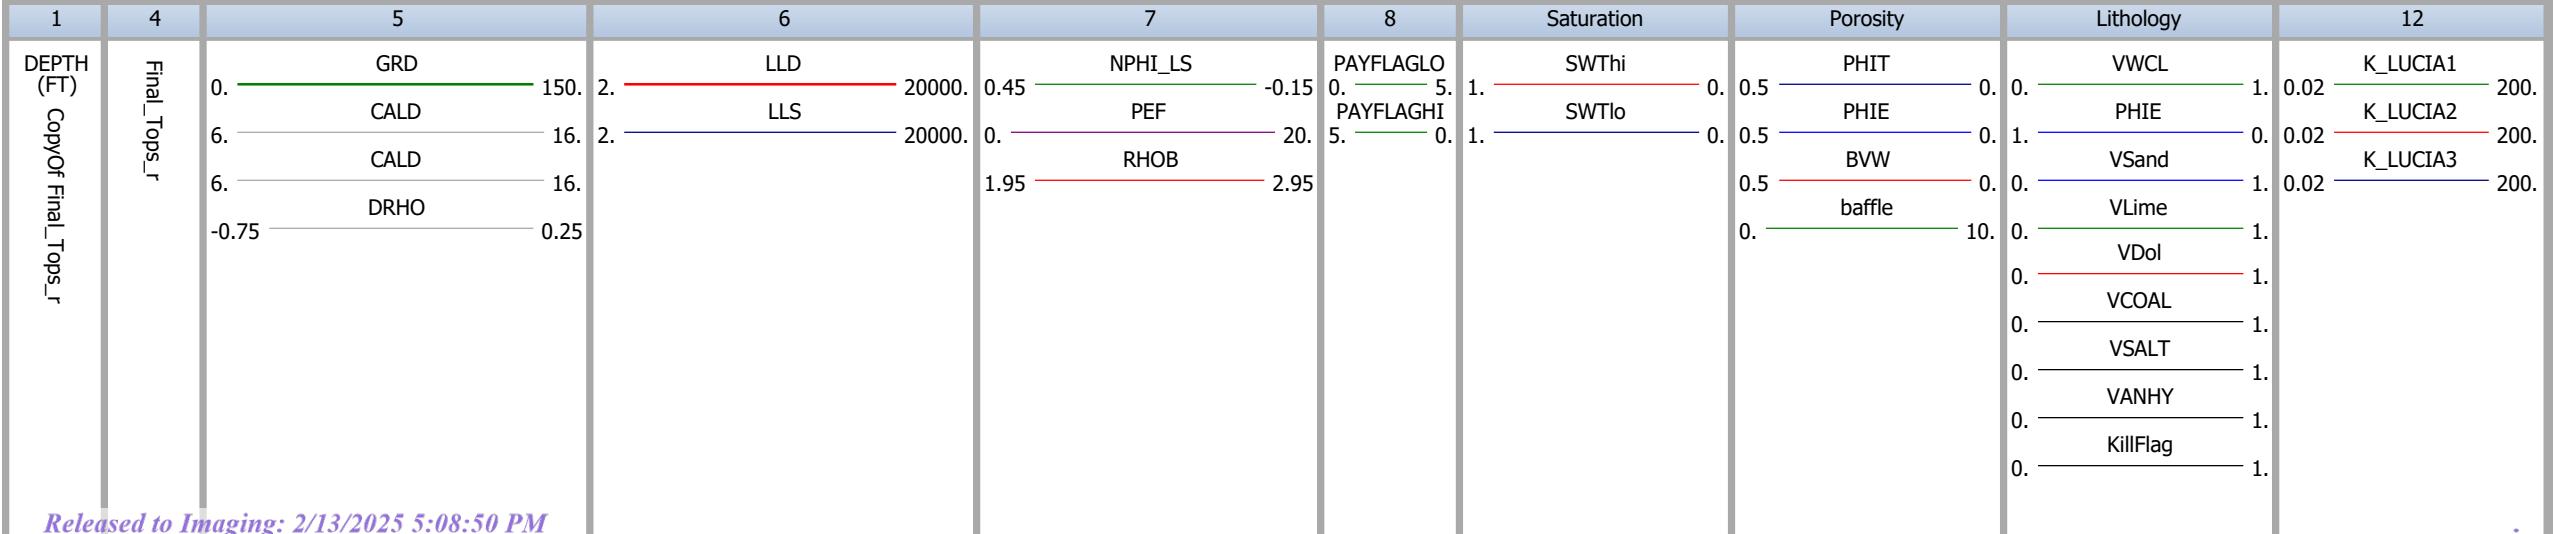 1 4 5 6 7 8 Saturation Porosity Lithology 12
DEPTH
(FT)
CopyOf Final_Tops_r
Final_Tops_r
GRD
0. 150.
CALD
6. 16.
CALD
6. 16.
DRHO
-0.75 0.25
LLD
2. 20000.
LLS
2. 20000.
NPHI_LS
0.45 -0.15
PEF
0. 20.
RHOB
1.95 2.95
PAYFLAGLO
0. 5.
PAYFLAGHI
5. 0.
SWThi
1. 0.
SWTlo
1. 0.
PHIT
0.5 0.
PHIE
0.5 0.
BVW
0.5 0.
baffle
0. 10.
VWCL
0. 1.
PHIE
1. 0.
VSand
0. 1.
VLime
0. 1.
VDol
0. 1.
VCOAL
0. 1.
VSALT
0. 1.
VANHY
0. 1.
KillFlag
0. 1.
K_LUCIA1
0.02 200.
K_LUCIA2
0.02 200.
K_LUCIA3
0.02 200.
Released to Imaging: 2/13/2025 5:08:50 PM